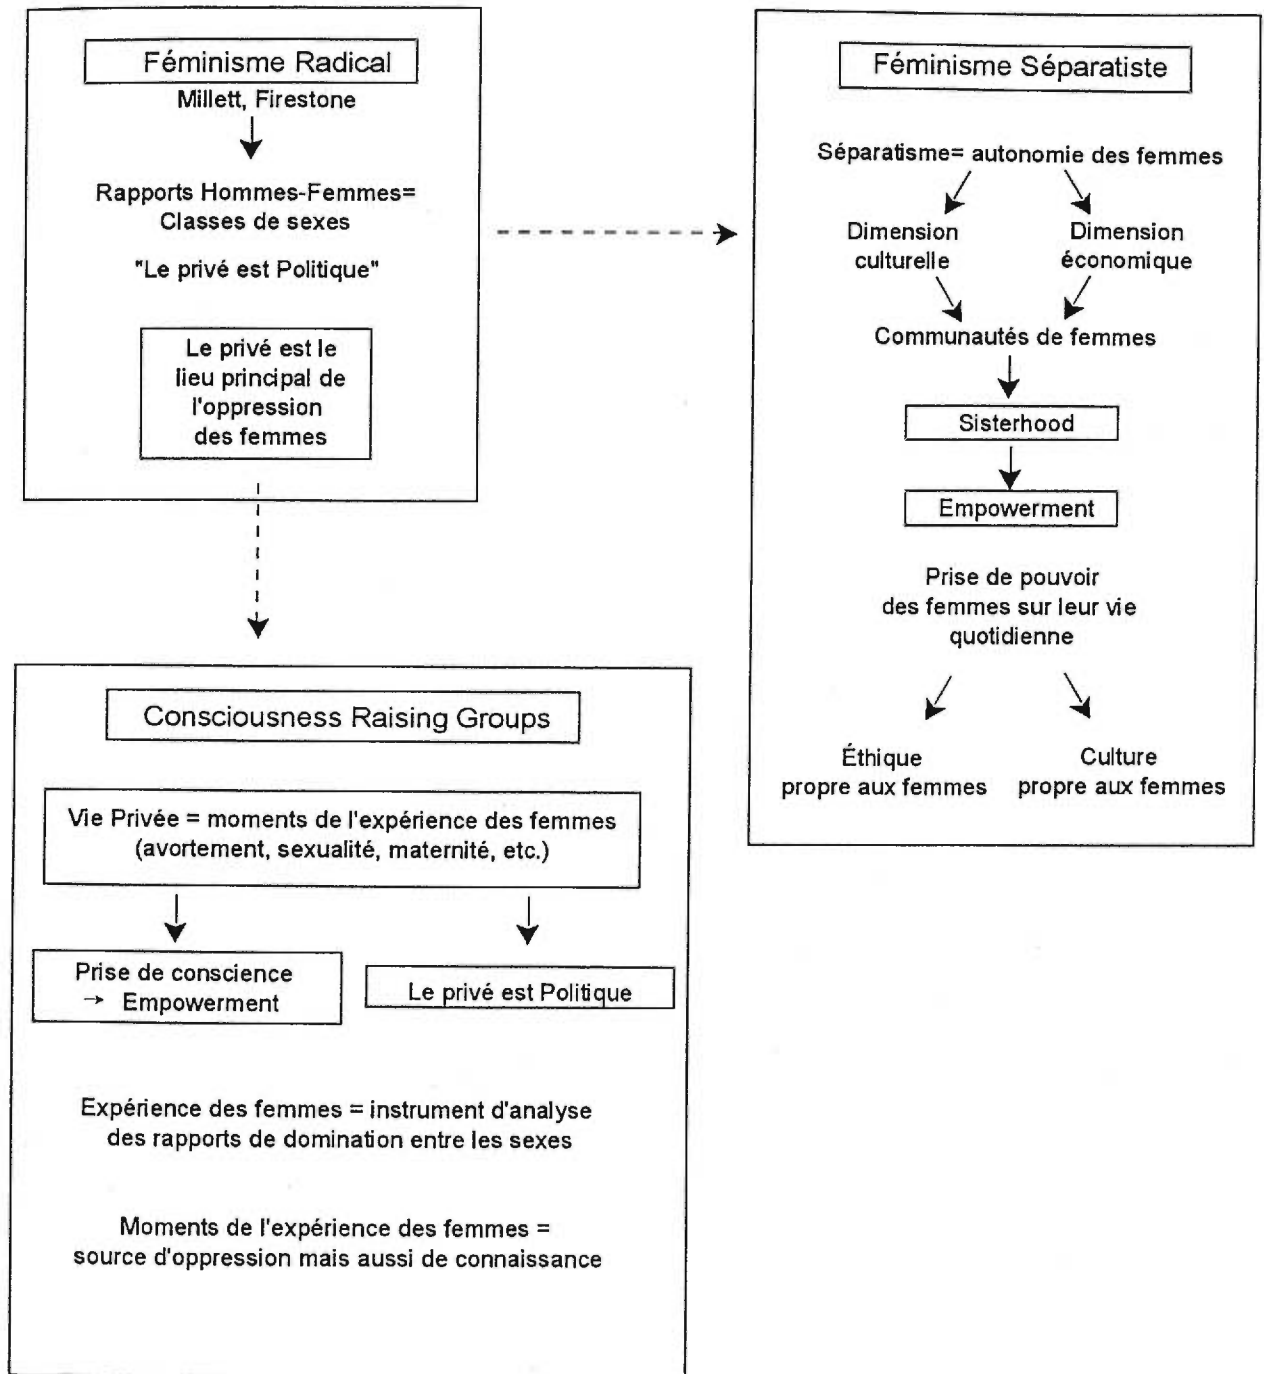 Féminisme Radical
Millett, Firestone
Rapports Hommes-Femmes=
Classes de sexes
"Le privé est Politique"
Le privé est le
lieu principal de
l'oppression
des femmes
Féminisme Séparatiste
Séparatisme= autonomie des femmes
Dimension
culturelle
Dimension
économique
Communautés de femmes
Sisterhood
Empowerment
Prise de pouvoir
des femmes sur leur vie
quotidienne
Éthique
propre aux femmes
Culture
propre aux femmes
Consciousness Raising Groups
Vie Privée = moments de l'expérience des femmes
(avortement, sexualité, maternité, etc.)
Prise de conscience
→ Empowerment
Le privé est Politique
Expérience des femmes = instrument d'analyse
des rapports de domination entre les sexes
Moments de l'expérience des femmes =
source d'oppression mais aussi de connaissance